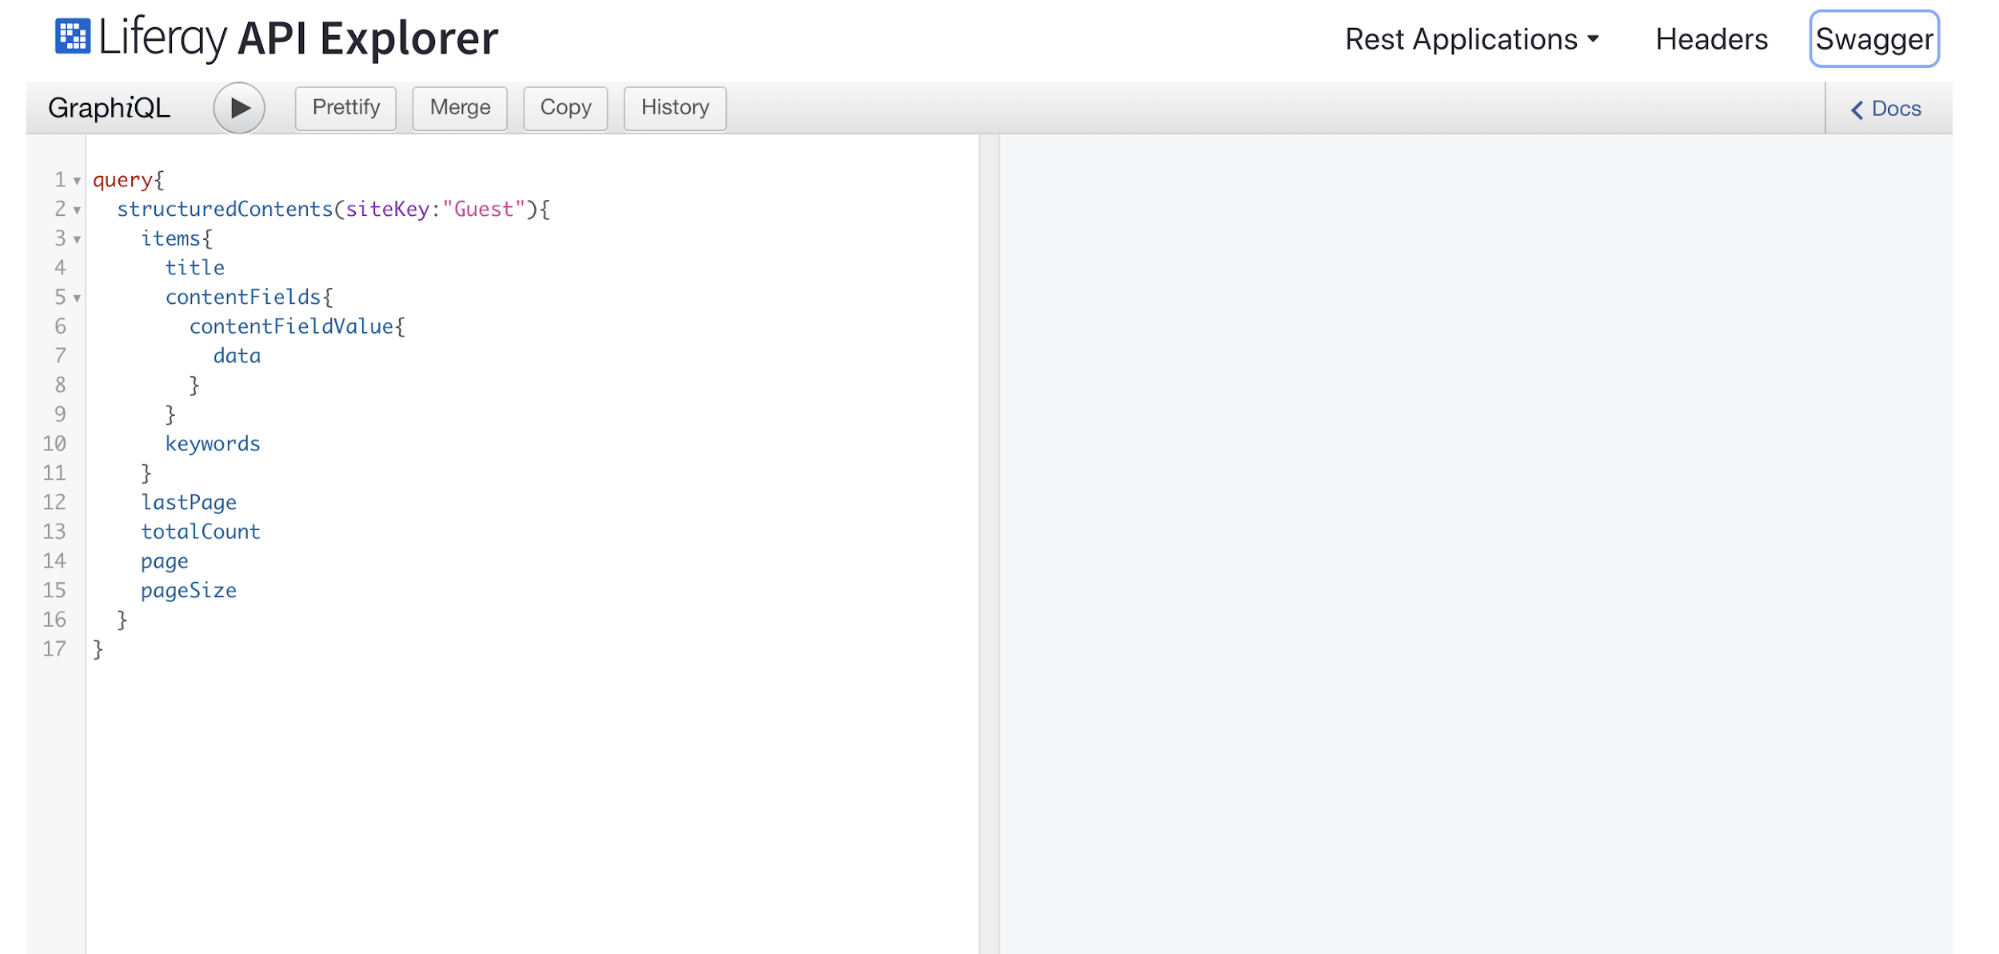 Liferay API Explorer Rest Applications Headers Swagger
GraphiQL Prettify Merge Copy History Docs
1 query{
2 structuredContents(siteKey:"Guest"){
3 items{
4 title
5 contentFields{
6 contentFieldValue{
7 data
8 }
9 }
10 keywords
11 }
12 lastPage
13 totalCount
14 page
15 pageSize
16 }
17 }